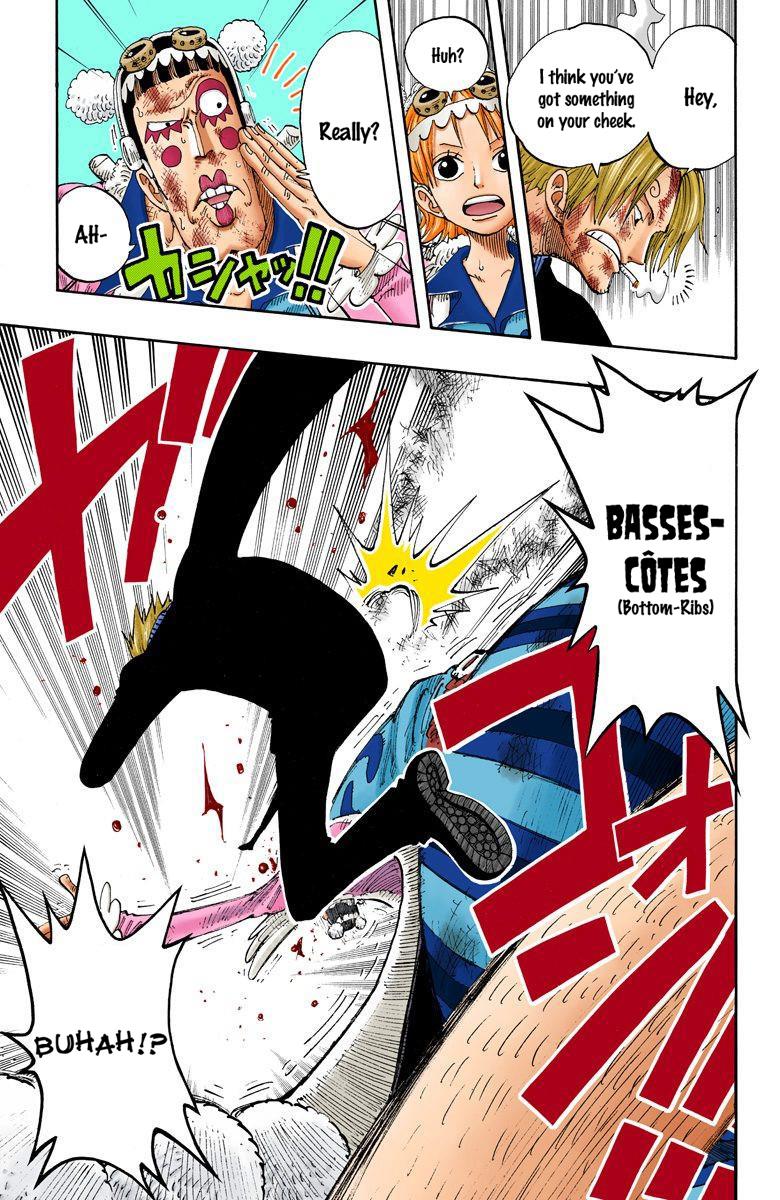 Hey,
I think you've
got something
on your cheek.
Huh?
Really?
AH-
カシャッ!!
BASSES-
CÔTES
(Bottom-Ribs)
BUHAH!?